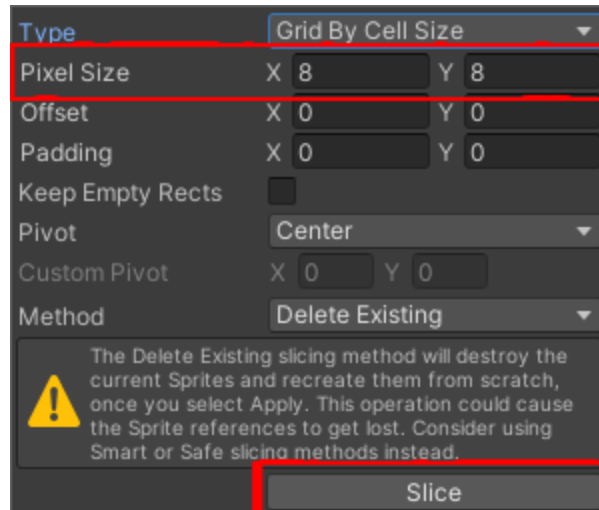 Type Grid By Cell Size
Pixel Size X 8 Y 8
Offset X 0 Y 0
Padding X 0 Y 0
Keep Empty Rects
Pivot Center
Custom Pivot X 0 Y 0
Method Delete Existing
The Delete Existing slicing method will destroy the
current Sprites and recreate them from scratch,
once you select Apply. This operation could cause
the Sprite references to get lost. Consider using
Smart or Safe slicing methods instead.
Slice